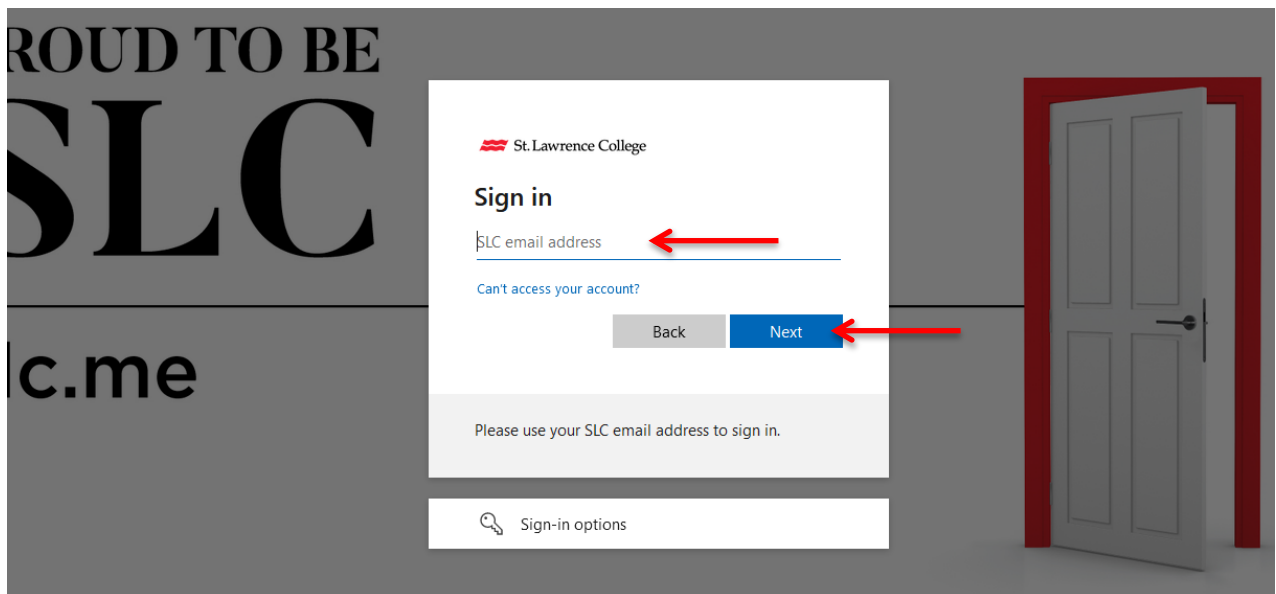 ROUD TO BE
SLC
lc.me
St. Lawrence College
Sign in
SLC email address
Can't access your account?
Back
Next
Please use your SLC email address to sign in.
Sign-in options